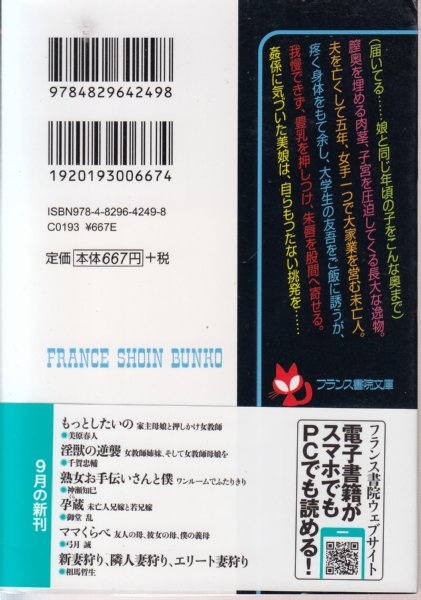 9784829642498
1920193006674
ISBN978-4-8296-4249-8
C0193 ¥667E
定価 本体667円 +税
FRANCE SHOIN BUNKO
(届いてる……娘と同じ年頃の子をこんな奥まで)
膣奥を埋める肉茎、子宮を圧迫してくる長大な逸物。
夫を亡くして五年、女手一つで大家業を営む未亡人。
疼く身体をもて余し、大学生の友吾をご飯に誘うが、
我慢できず、豊乳を押しつけ、朱唇を股間へ寄せる。
姦係に気づいた美娘は、自らもつたない挑発を……
フランス書院文庫
9月の新刊
もっとしたいの 家主母娘と押しかけ女教師
●美原春人
淫獣の逆襲 女教師姉妹、そして女教師母娘を
●千賀忠輔
熟女お手伝いさんと僕 ワンルームでふたりきり
●神瀬知巳
孕蔵 未亡人兄嫁と若兄嫁
●御堂 乱
ママくらべ 友人の母、彼女の母、僕の義母
●弓月 誠
新妻狩り、隣人妻狩り、エリート妻狩り
●相馬哲生
フランス書院ウェブサイト
電子書籍が
スマホでも
PCでも読める!